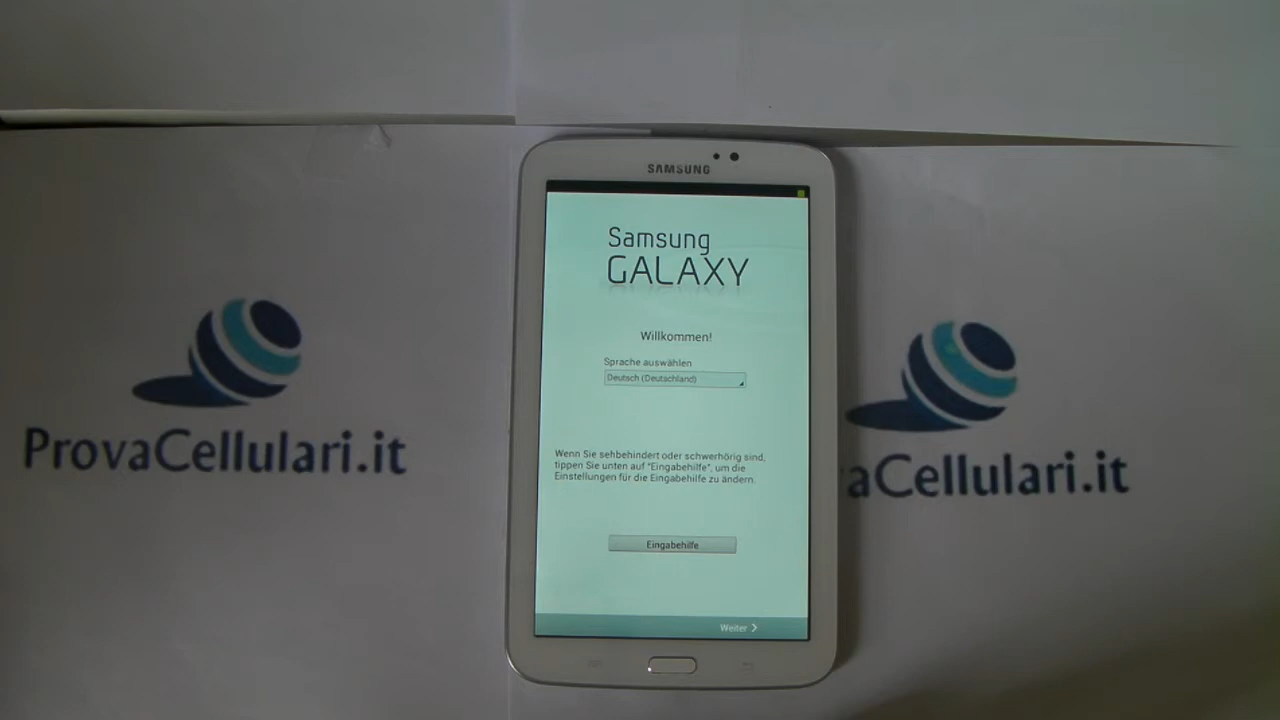 SAMSUNG
Samsung
GALAXY
Willkommen!
Sprache auswählen
Deutsch (Deutschland)
Wenn Sie sehbehindert oder schwerhörig sind,
tippen Sie unten auf "Eingabehilfe", um die
Einstellungen für die Eingabehilfe zu ändern.
Eingabehilfe
Weiter
ProvaCellulari.it
aCellulari.it